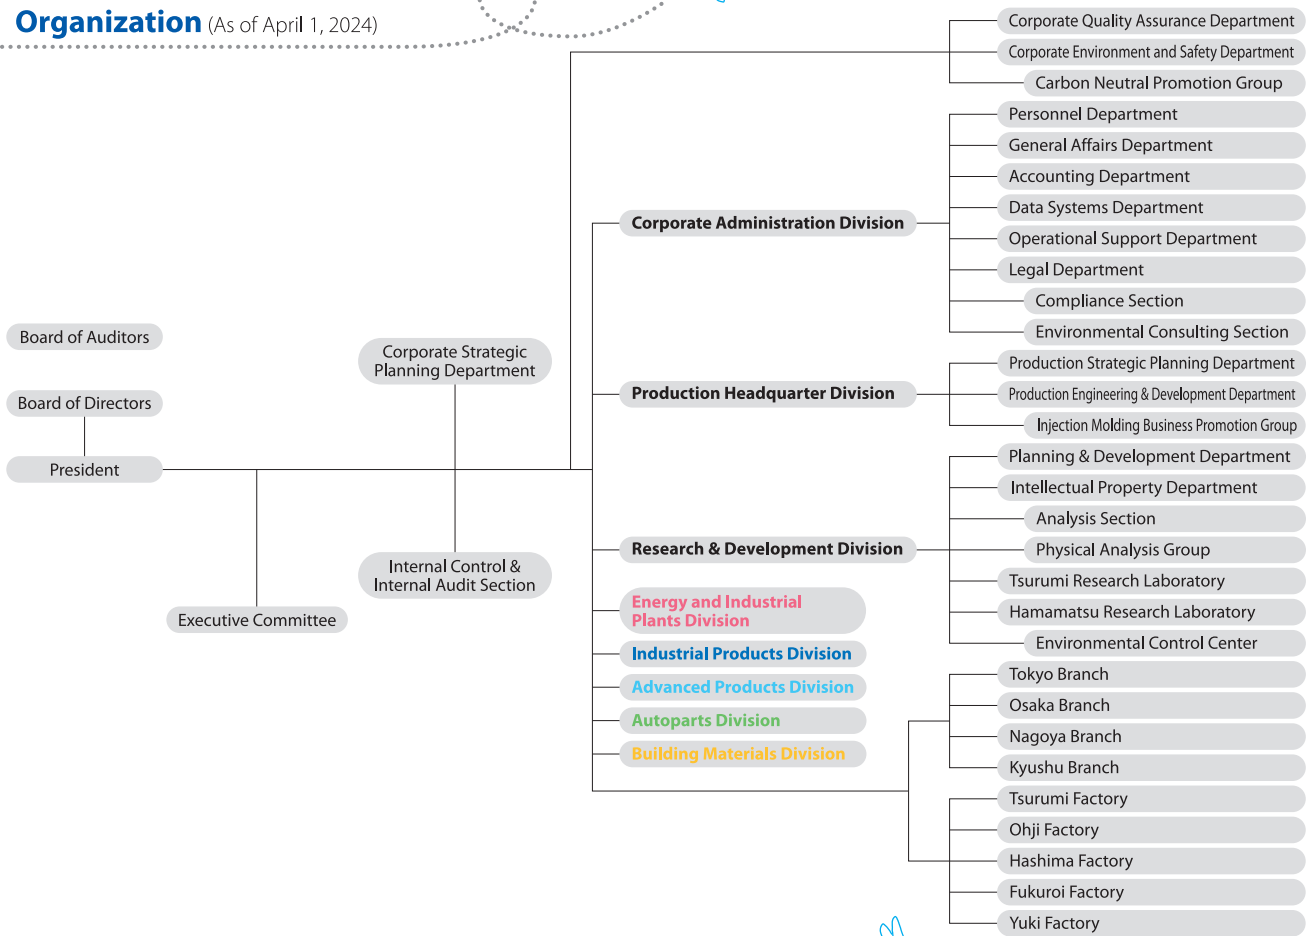 Organization (As of April 1, 2024)
Board of Auditors
Board of Directors
President
Executive Committee
Corporate Strategic
Planning Department
Internal Control &
Internal Audit Section
Corporate Administration Division
Production Headquarter Division
Research & Development Division
Energy and Industrial
Plants Division
Industrial Products Division
Advanced Products Division
Autoparts Division
Building Materials Division
Corporate Quality Assurance Department
Corporate Environment and Safety Department
Carbon Neutral Promotion Group
Personnel Department
General Affairs Department
Accounting Department
Data Systems Department
Operational Support Department
Legal Department
Compliance Section
Environmental Consulting Section
Production Strategic Planning Department
Production Engineering & Development Department
Injection Molding Business Promotion Group
Planning & Development Department
Intellectual Property Department
Analysis Section
Physical Analysis Group
Tsurumi Research Laboratory
Hamamatsu Research Laboratory
Environmental Control Center
Tokyo Branch
Osaka Branch
Nagoya Branch
Kyushu Branch
Tsurumi Factory
Ohji Factory
Hashima Factory
Fukuroi Factory
Yuki Factory